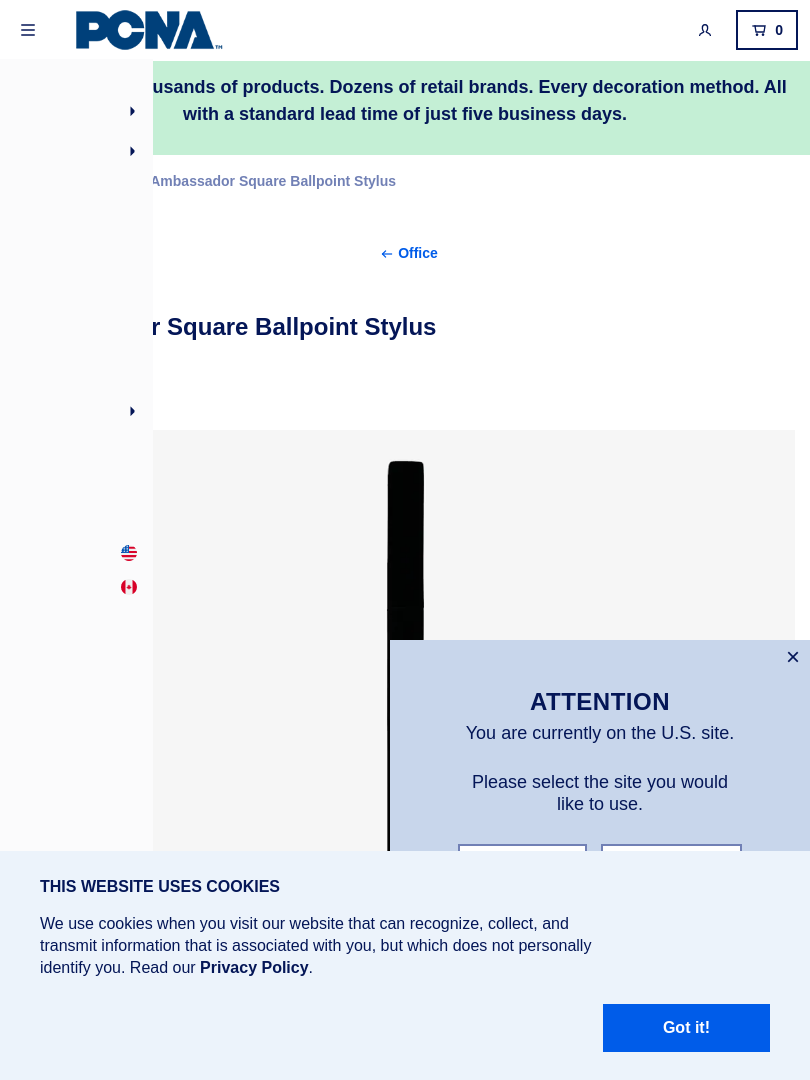 PCNA™
0
usands of products. Dozens of retail brands. Every decoration method. All
with a standard lead time of just five business days.
Ambassador Square Ballpoint Stylus
Office
r Square Ballpoint Stylus
ATTENTION
You are currently on the U.S. site.
Please select the site you would
like to use.
THIS WEBSITE USES COOKIES
We use cookies when you visit our website that can recognize, collect, and
transmit information that is associated with you, but which does not personally
identify you. Read our Privacy Policy.
Got it!